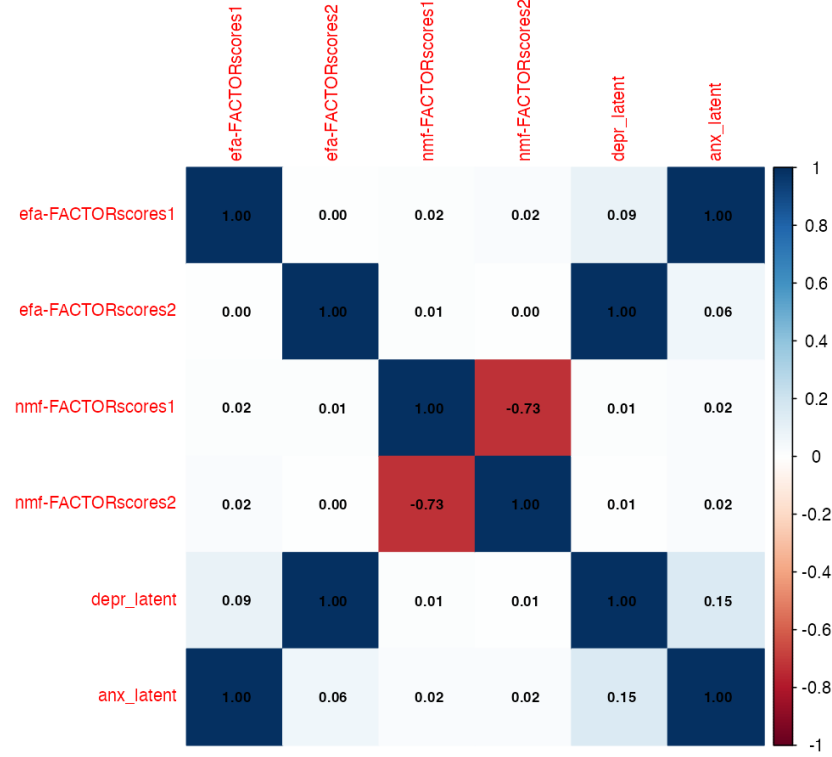 efa-FACTORscores1
efa-FACTORscores2
nmf-FACTORscores1
nmf-FACTORscores2
depr_latent
anx_latent
efa-FACTORscores1 1.00 0.00 0.02 0.02 0.09 1.00
efa-FACTORscores2 0.00 1.00 0.01 0.00 1.00 0.06
nmf-FACTORscores1 0.02 0.01 1.00 -0.73 0.01 0.02
nmf-FACTORscores2 0.02 0.00 -0.73 1.00 0.01 0.02
depr_latent 0.09 1.00 0.01 0.01 1.00 0.15
anx_latent 1.00 0.06 0.02 0.02 0.15 1.00
1
0.8
0.6
0.4
0.2
0
-0.2
-0.4
-0.6
-0.8
-1